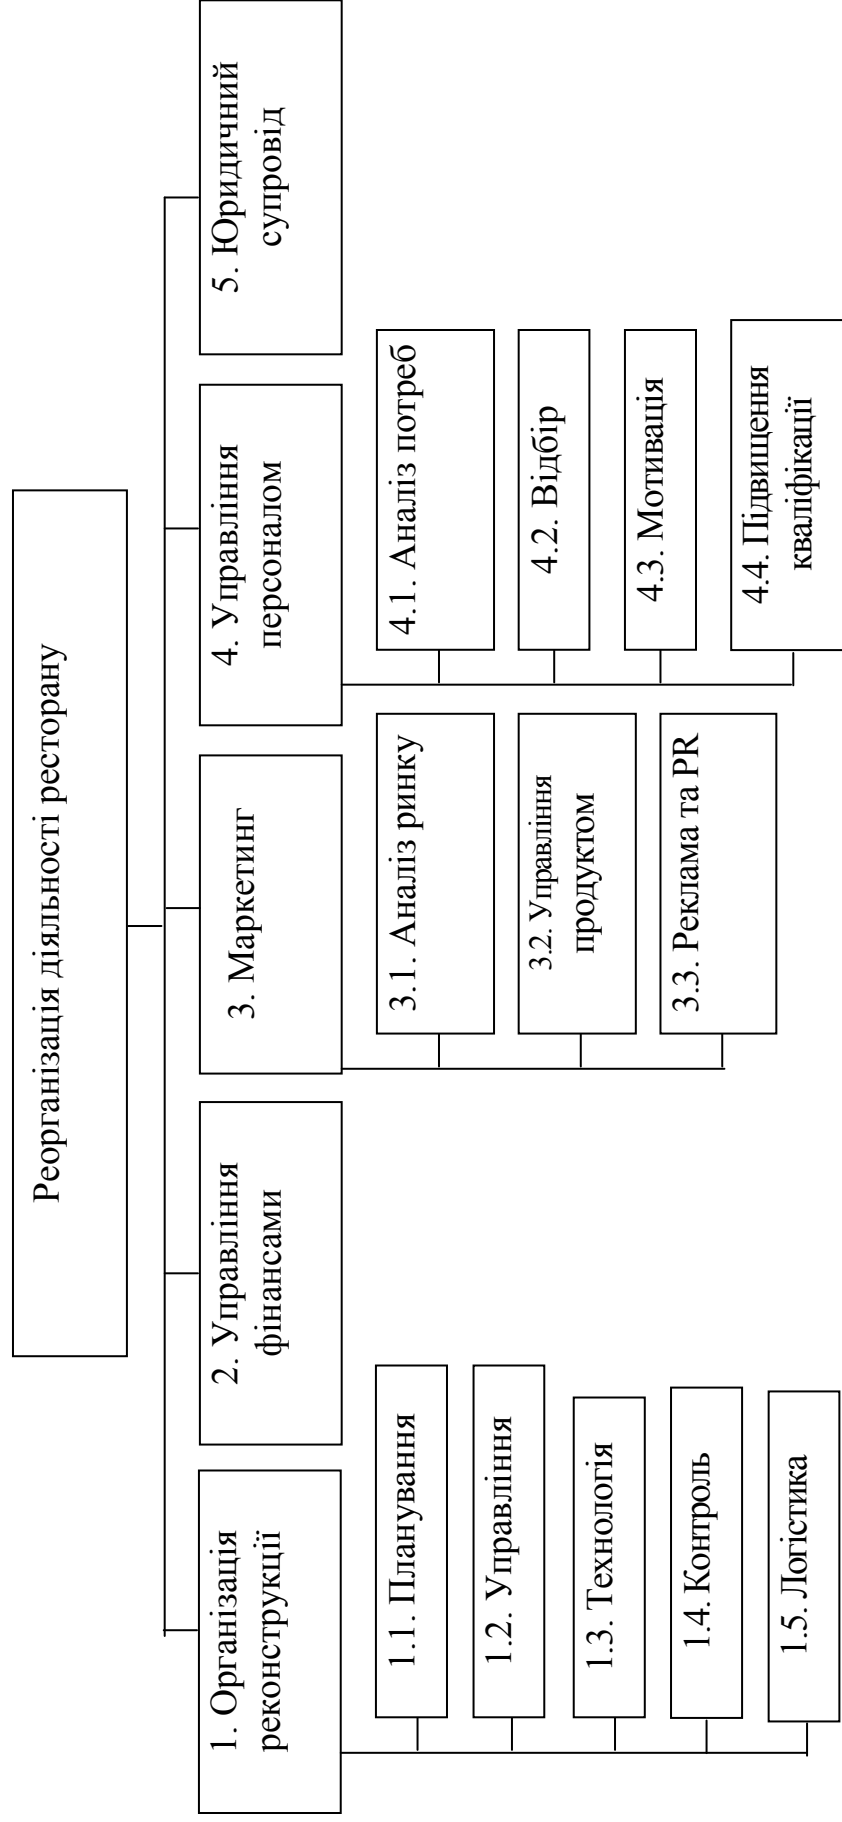 Реорганізація діяльності ресторану
1. Організація
реконструкції
2. Управління
фінансами
3. Маркетинг
4. Управління
персоналом
5. Юридичний
супровід
1.1. Планування
1.2. Управління
1.3. Технологія
1.4. Контроль
1.5. Логістика
3.1. Аналіз ринку
3.2. Управління
продуктом
3.3. Реклама та PR
4.1. Аналіз потреб
4.2. Відбір
4.3. Мотивація
4.4. Підвищення
кваліфікації